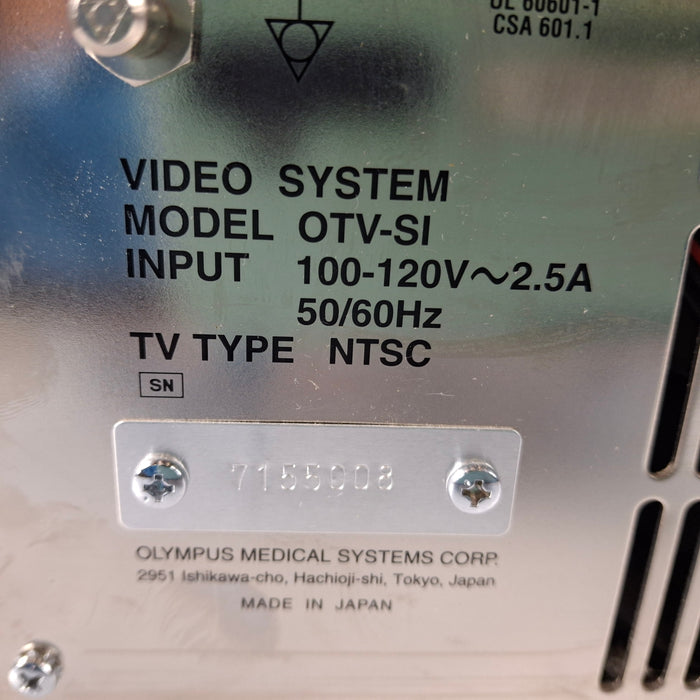 UL 60601-1
CSA 601.1
VIDEO SYSTEM
MODEL OTV-SI
INPUT 100-120V～2.5A
50/60Hz
TV TYPE NTSC
SN
7155008
OLYMPUS MEDICAL SYSTEMS CORP.
2951 Ishikawa-cho, Hachioji-shi, Tokyo, Japan
MADE IN JAPAN